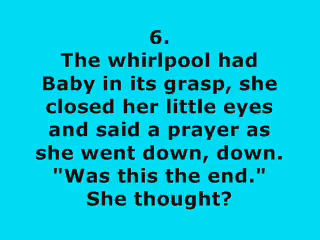 6.
The whirlpool had
Baby in its grasp, she
closed her little eyes
and said a prayer as
she went down, down.
"Was this the end."
She thought?